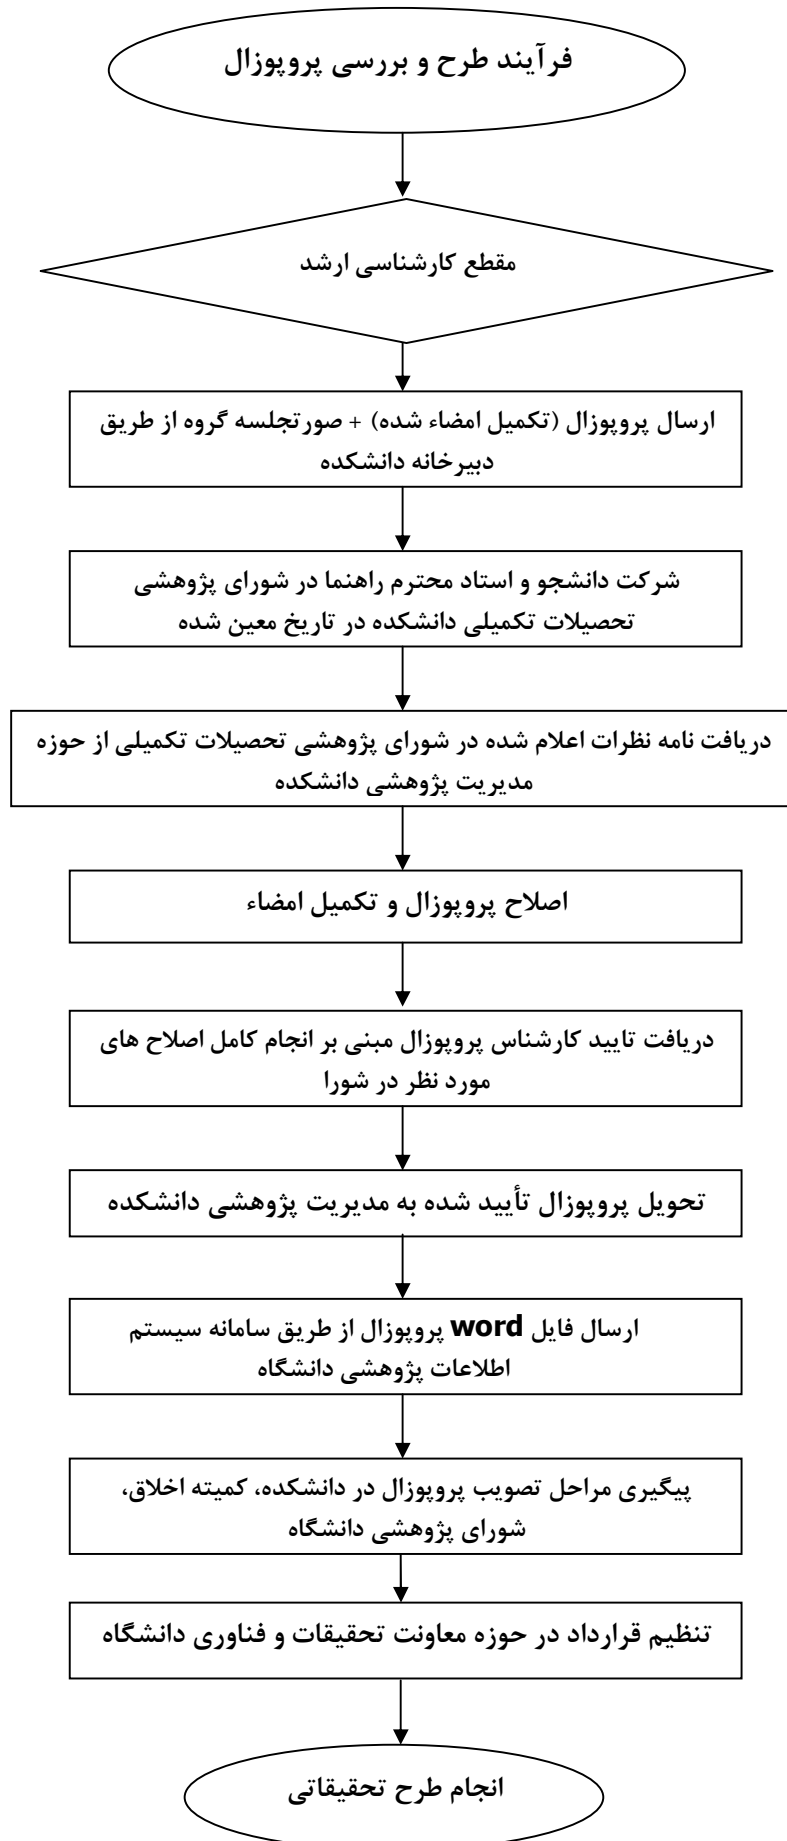 فرآیند طرح و بررسی پروپوزال
مقطع کارشناسی ارشد
ارسال پروپوزال (تکمیل امضاء شده) + صورتجلسه گروه از طریق
دبیرخانه دانشکده
شرکت دانشجو و استاد محترم راهنما در شورای پژوهشی
تحصیلات تکمیلی دانشکده در تاریخ معین شده
دریافت نامه نظرات اعلام شده در شورای پژوهشی تحصیلات تکمیلی از حوزه
مدیریت پژوهشی دانشکده
اصلاح پروپوزال و تکمیل امضاء
دریافت تایید کارشناس پروپوزال مبنی بر انجام کامل اصلاح های
مورد نظر در شورا
تحویل پروپوزال تأیید شده به مدیریت پژوهشی دانشکده
ارسال فایل word پروپوزال از طریق سامانه سیستم
اطلاعات پژوهشی دانشگاه
پیگیری مراحل تصویب پروپوزال در دانشکده، کمیته اخلاق،
شورای پژوهشی دانشگاه
تنظیم قرارداد در حوزه معاونت تحقیقات و فناوری دانشگاه
انجام طرح تحقیقاتی